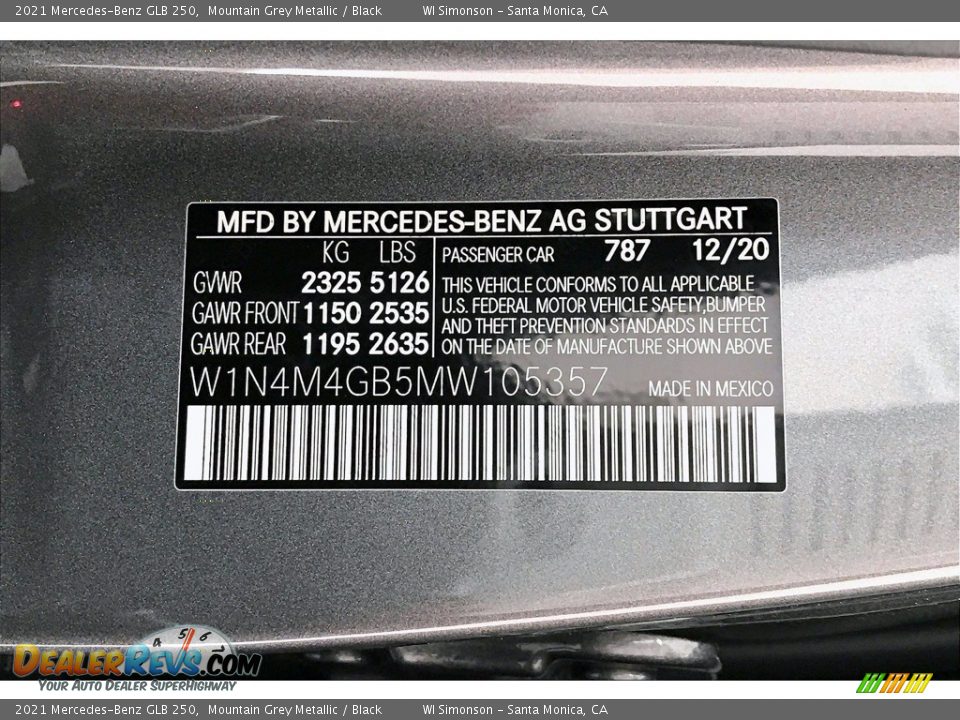 2021 Mercedes-Benz GLB 250, Mountain Grey Metallic / Black WI Simonson - Santa Monica, CA
MFD BY MERCEDES-BENZ AG STUTTGART
KG LBS
GVWR 2325 5126
GAWR FRONT 1150 2535
GAWR REAR 1195 2635
PASSENGER CAR 787 12/20
THIS VEHICLE CONFORMS TO ALL APPLICABLE
U.S. FEDERAL MOTOR VEHICLE SAFETY,BUMPER
AND THEFT PREVENTION STANDARDS IN EFFECT
ON THE DATE OF MANUFACTURE SHOWN ABOVE
W1N4M4GB5MW105357 MADE IN MEXICO
4 5 6 7
DEALERREVS.COM
YOUR AUTO DEALER SUPERHIGHWAY
2021 Mercedes-Benz GLB 250, Mountain Grey Metallic / Black WI Simonson - Santa Monica, CA